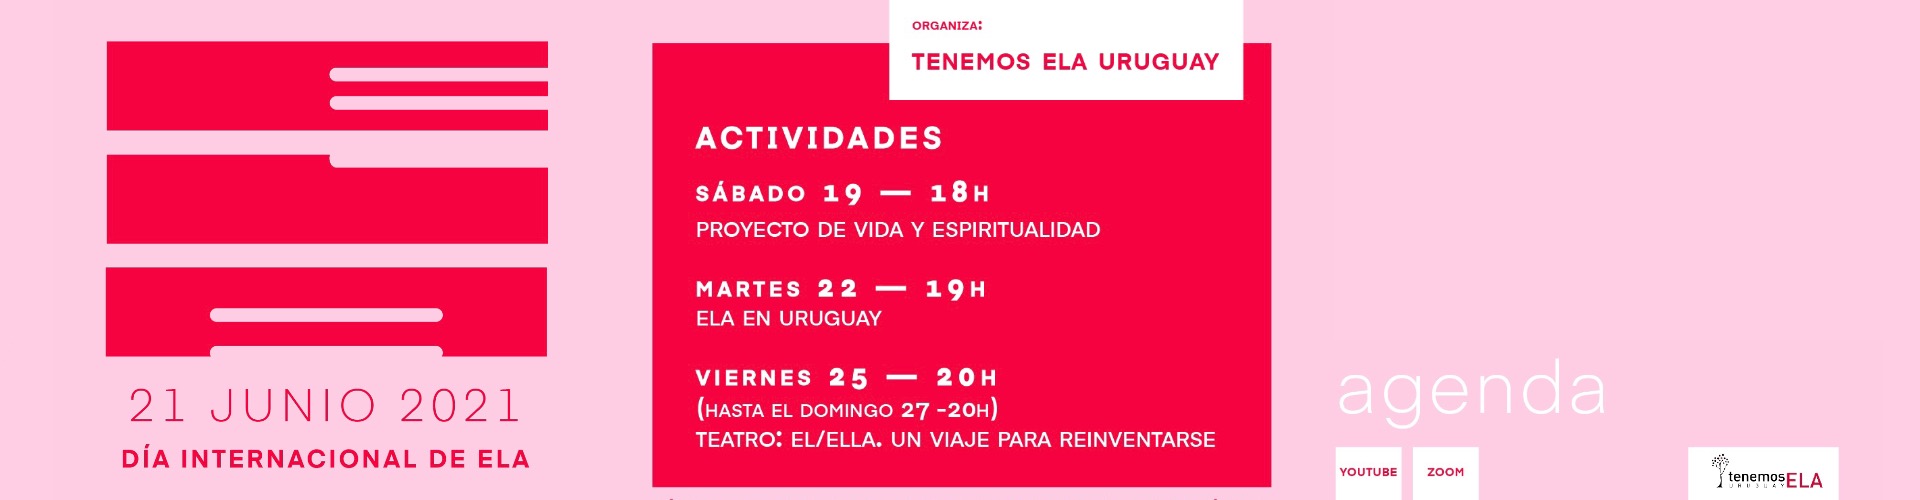 21 JUNIO 2021
DÍA INTERNACIONAL DE ELA
ORGANIZA:
TENEMOS ELA URUGUAY
ACTIVIDADES
SÁBADO 19 — 18H
PROYECTO DE VIDA Y ESPIRITUALIDAD
MARTES 22 — 19H
ELA EN URUGUAY
VIERNES 25 — 20H
(HASTA EL DOMINGO 27 -20H)
TEATRO: EL/ELLA. UN VIAJE PARA REINVENTARSE
agenda
YOUTUBE
ZOOM
tenemosELA
URUGUAY